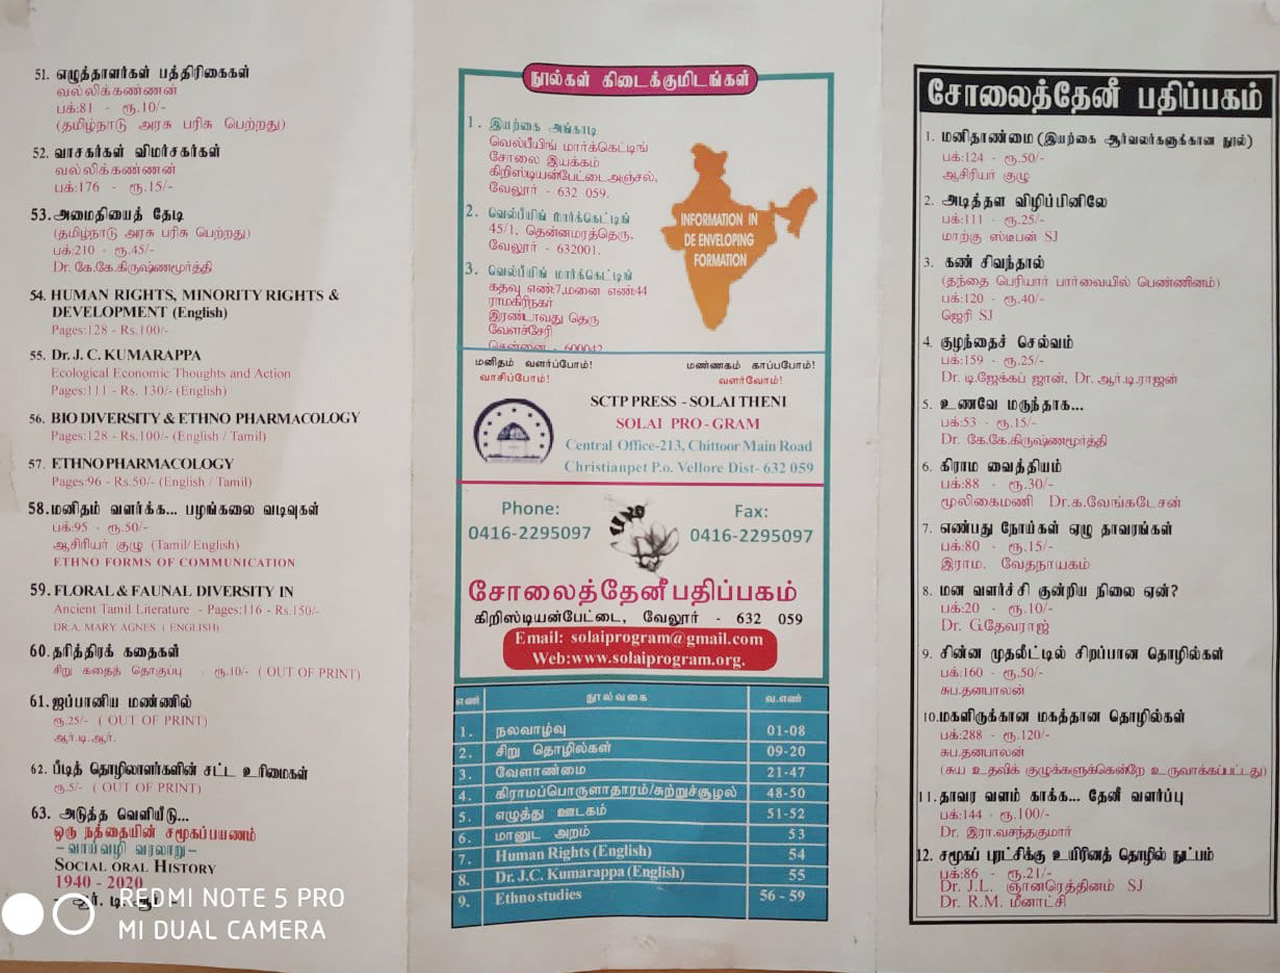 51. எழுத்தாளர்கள் பத்திரிகைகள்
வல்லிக்கண்ணன்
பக்:81 - ரூ.10/-
(தமிழ்நாடு அரசு பரிசு பெற்றது)
52. வாசகர்கள் விமர்சகர்கள்
வல்லிக்கண்ணன்
பக்:176 - ரூ.15/-
53. அமைதியைத் தேடி
(தமிழ்நாடு அரசு பரிசு பெற்றது)
பக்:210 - ரூ.45/-
Dr. கே.கே.கிருஷ்ணமூர்த்தி
54. HUMAN RIGHTS, MINORITY RIGHTS &
DEVELOPMENT (English)
Pages:128 - Rs.100/-
55. Dr. J. C. KUMARAPPA
Ecological Economic Thoughts and Action
Pages:111 - Rs. 130/- (English)
56. BIO DIVERSITY & ETHNO PHARMACOLOGY
Pages:128 - Rs.100/- (English / Tamil)
57. ETHNO PHARMACOLOGY
Pages:96 - Rs.50/- (English / Tamil)
58. மனிதம் வளர்க்க... பழங்கலை வடிவுகள்
பக்:95 - ரூ.50/-
ஆசிரியர் குழு (Tamil/ English)
ETHNO FORMS OF COMMUNICATION
59. FLORAL & FAUNAL DIVERSITY IN
Ancient Tamil Literature - Pages:116 - Rs.150/-
DR.A. MARY AGNES ( ENGLISH)
60. தரித்திரக் கதைகள்
சிறு கதைத் தொகுப்பு - ரூ.10/- ( OUT OF PRINT)
61. ஜப்பானிய மண்ணில்
ரூ.25/- ( OUT OF PRINT)
ஆர்.டி.ஆர்.
62. பீடித் தொழிலாளர்களின் சட்ட உரிமைகள்
ரூ.5/- ( OUT OF PRINT)
63. அடுத்த வெளியீடு...
ஒரு நத்தையின் சமூகப்பயணம்
- வாய்வழி வரலாறு -
SOCIAL ORAL HISTORY
1940 - 2020
REDMI NOTE 5 PRO
MI DUAL CAMERA
நூல்கள் கிடைக்குமிடங்கள்
1. இயற்கை அங்காடி
வெல்பீயிங் மார்க்கெட்டிங்
சோலை இயக்கம்
கிறிஸ்டியன்பேட்டை அஞ்சல்,
வேலூர் - 632 059.
2. வெல்பீயிங் மார்க்கெட்டிங்
45/1, தென்னமரத்தெரு,
வேலூர் - 632001.
3. வெல்பீயிங் மார்க்கெட்டிங்
கதவு எண்:7,மனை எண்:44
ராமகிரிநகர்
இரண்டாவது தெரு
வேளச்சேரி
சென்னை - 600042
INFORMATION IN
DE ENVELOPING
FORMATION
மனிதம் வளர்ப்போம்! மண்ணகம் காப்போம்!
வாசிப்போம்! வளர்வோம்!
SCTP PRESS - SOLAI THENI
SOLAI PRO - GRAM
Central Office-213, Chittoor Main Road
Christianpet P.o. Vellore Dist- 632 059
Phone: Fax:
0416-2295097 0416-2295097
சோலைத்தேனீ பதிப்பகம்
கிறிஸ்டியன்பேட்டை, வேலூர் - 632 059
Email: solaiprogram@gmail.com
Web:www.solaiprogram.org.
எண் நூல்வகை வ.எண்
1. நலவாழ்வு 01-08
2. சிறு தொழில்கள் 09-20
3. வேளாண்மை 21-47
4. கிராமப்பொருளாதாரம்/சுற்றுச்சூழல் 48-50
5. எழுத்து ஊடகம் 51-52
6. மானுட அறம் 53
7. Human Rights (English) 54
8. Dr. J.C. Kumarappa (English) 55
9. Ethno studies 56 - 59
சோலைத்தேனீ பதிப்பகம்
1. மனிதாண்மை (இயற்கை ஆர்வலர்களுக்கான நூல்)
பக்:124 - ரூ.50/-
ஆசிரியர் குழு
2. அடித்தள விழிப்பினிலே
பக்:111 - ரூ.25/-
மாற்கு ஸ்டீபன் SJ
3. கண் சிவந்தால்
(தந்தை பெரியார் பார்வையில் பெண்ணினம்)
பக்:120 - ரூ.40/-
ஜெரி SJ
4. குழந்தைச் செல்வம்
பக்:159 - ரூ.25/-
Dr. டி.ஜேக்கப் ஜான், Dr. ஆர்.டி.ராஜன்
5. உணவே மருந்தாக...
பக்:53 - ரூ.15/-
Dr. கே.கே.கிருஷ்ணமூர்த்தி
6. கிராம வைத்தியம்
பக்:88 - ரூ.30/-
மூலிகைமணி Dr.க.வேங்கடேசன்
7. எண்பது நோய்கள் ஏழு தாவரங்கள்
பக்:80 - ரூ.15/-
இராம. வேதநாயகம்
8. மன வளர்ச்சி குன்றிய நிலை ஏன்?
பக்:20 - ரூ.10/-
Dr. G.தேவராஜ்
9. சின்ன முதலீட்டில் சிறப்பான தொழில்கள்
பக்:160 - ரூ.50/-
சுப.தனபாலன்
10.மகளிருக்கான மகத்தான தொழில்கள்
பக்:288 - ரூ.120/-
சுப.தனபாலன்
(சுய உதவிக் குழுக்களுக்கென்றே உருவாக்கப்பட்டது)
11.தாவர வளம் காக்க... தேனீ வளர்ப்பு
பக்:144 - ரூ.100/-
Dr. இரா.வசந்தகுமார்
12. சமூகப் புரட்சிக்கு உயிரினத் தொழில் நுட்பம்
பக்:86 - ரூ.21/-
Dr. J.L. ஞானரெத்தினம் SJ
Dr. R.M. மீனாட்சி